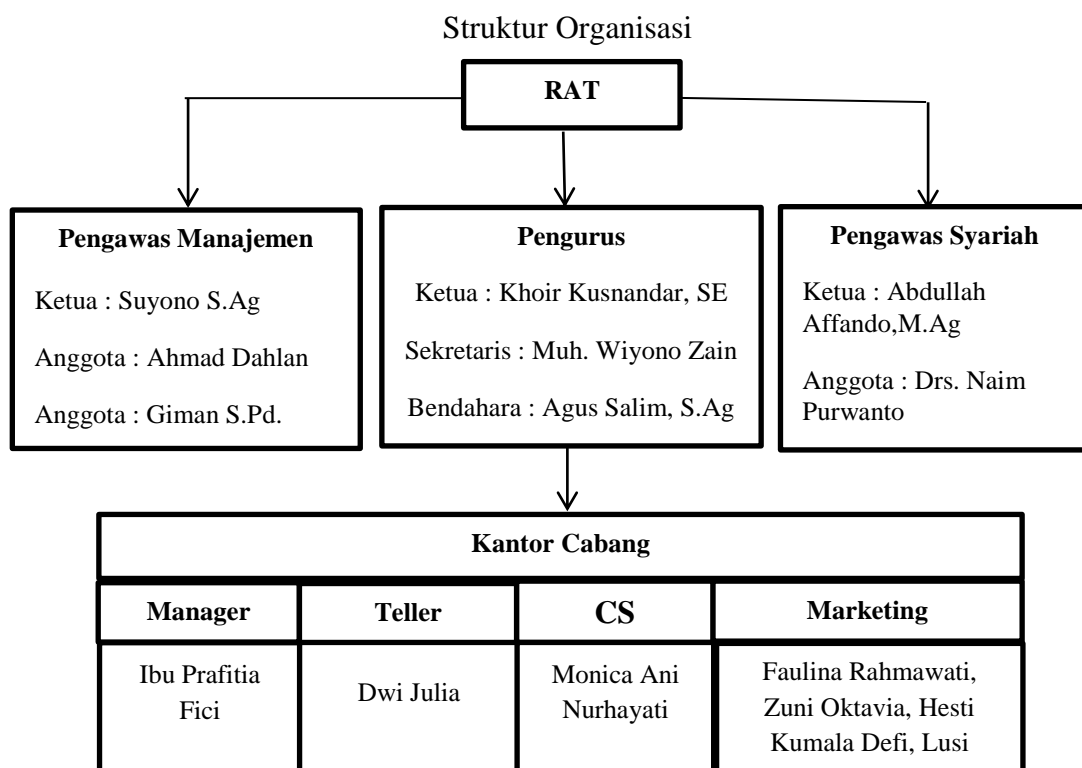 Struktur Organisasi
RAT
Pengawas Manajemen
Ketua : Suyono S.Ag
Anggota : Ahmad Dahlan
Anggota : Giman S.Pd.
Pengurus
Ketua : Khoir Kusnandar, SE
Sekretaris : Muh. Wiyono Zain
Bendahara : Agus Salim, S.Ag
Pengawas Syariah
Ketua : Abdullah
Affando,M.Ag
Anggota : Drs. Naim
Purwanto
Kantor Cabang
Manager
Teller
CS
Marketing
Ibu Prafitia
Fici
Dwi Julia
Monica Ani
Nurhayati
Faulina Rahmawati,
Zuni Oktavia, Hesti
Kumala Defi, Lusi